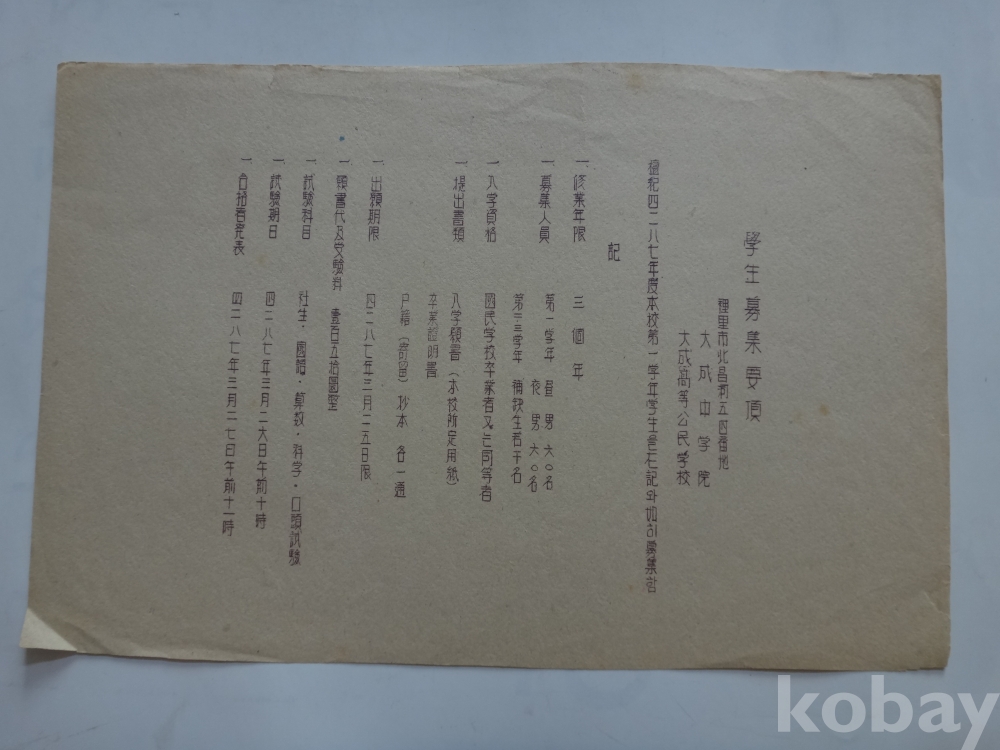 學生募集要項
裡里市北昌洞五四番地
大成中学院
大成高等公民学校
檀紀四二八七年度本校第一学年学生을左記와如히募集함
記
一 修業年限 三個年
一 募集人員 第一学年 昼 男 六〇名
夜 男 六〇名
第二三学年 補欠生若干名
一 入学資格 國民学校卒業者又는同等者
一 提出書類 入学願書(本校所定用紙)
卒業證明書
戸籍(寄留)抄本 各一通
一 出願期限 四二八七年三月二五日限
一 願書代及受驗料 壹百五拾圜整
一 試驗科目 社生・國語・算数・科学・口頭試驗
一 試驗期日 四二八七年三月二六日午前十時
一 合格者発表 四二八七年三月二七日午前十一時
kobay